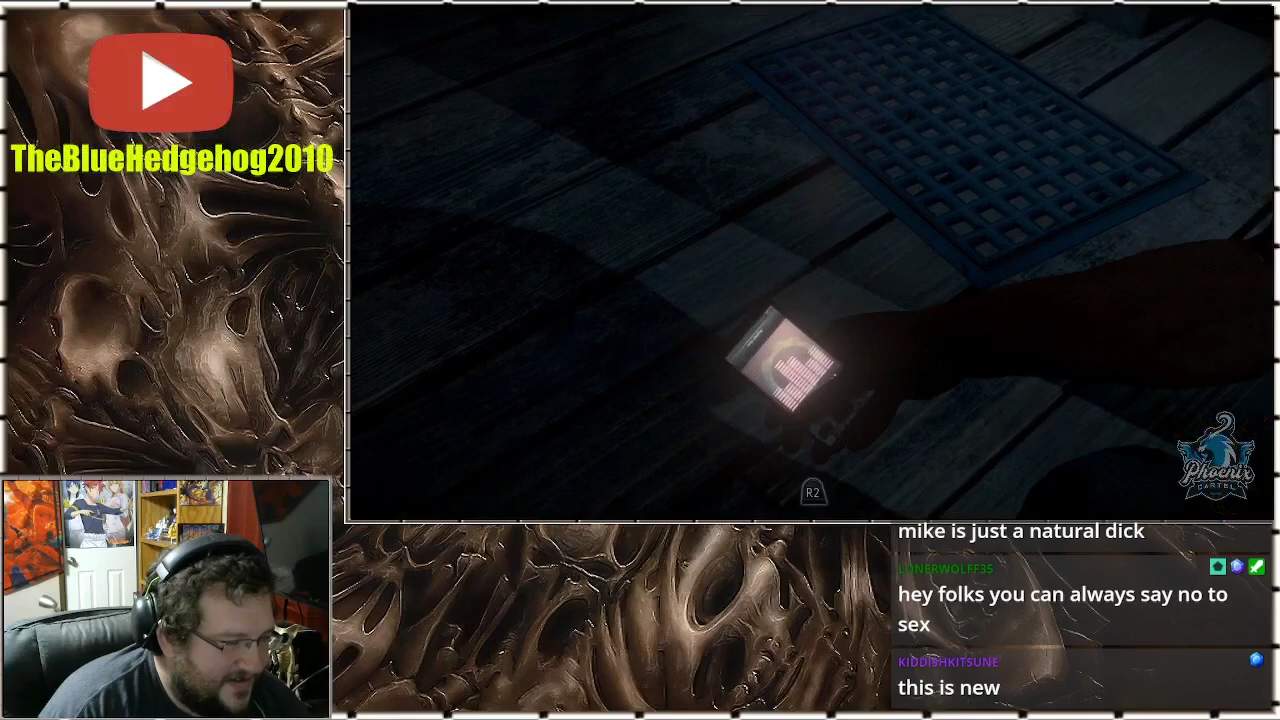 TheBlueHedgehog2010
R2
Phoenix
CARTEL
mike is just a natural dick
LONERWOLFF35
hey folks you can always say no to
sex
KIDDISHKITSUNE
this is new